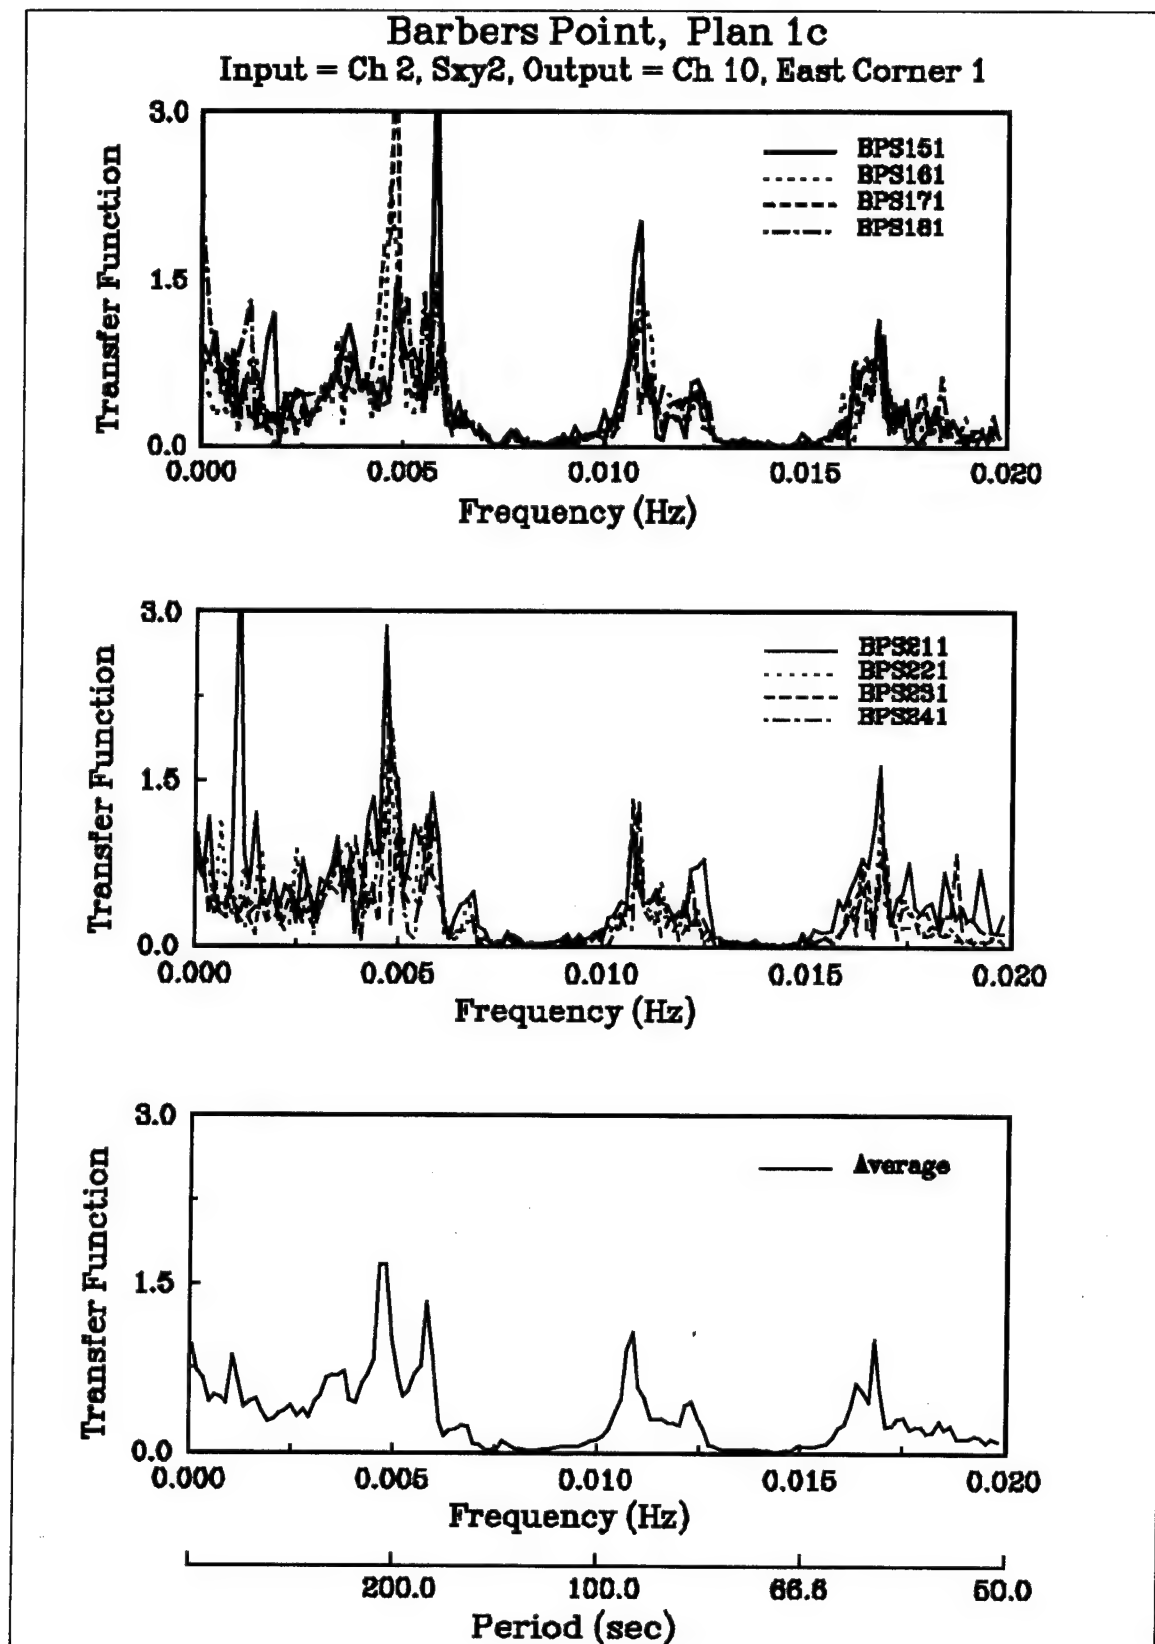 Barbers Point, Plan 1c
Input = Ch 2, Sxy2, Output = Ch 10, East Corner 1
Transfer Function
3.0
1.5
0.0
BPS151
BPS161
BPS171
BPS181
0.000 0.005 0.010 0.015 0.020
Frequency (Hz)
Transfer Function
3.0
1.5
0.0
BPS211
BPS221
BPS231
BPS241
0.000 0.005 0.010 0.015 0.020
Frequency (Hz)
Transfer Function
3.0
1.5
0.0
Average
0.000 0.005 0.010 0.015 0.020
Frequency (Hz)
200.0 100.0 66.6 50.0
Period (sec)